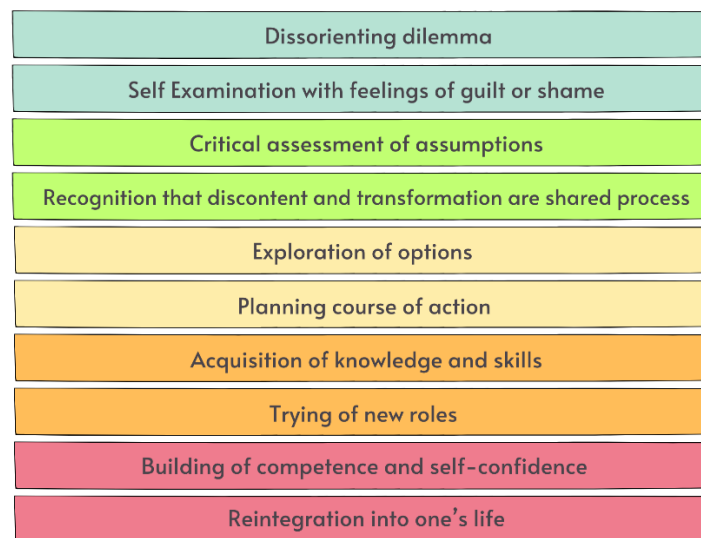 Dissorienting dilemma
Self Examination with feelings of guilt or shame
Critical assessment of assumptions
Recognition that discontent and transformation are shared process
Exploration of options
Planning course of action
Acquisition of knowledge and skills
Trying of new roles
Building of competence and self-confidence
Reintegration into one's life